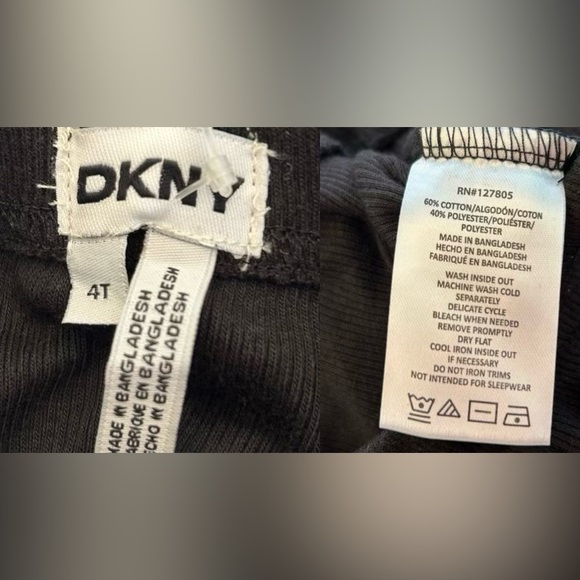 DKNY
4T
MADE IN BANGLADESH
FABRIQUE EN BANGLADESH
HECHO EN BANGLADESH
RN#127805
60% COTTON/ALGODÓN/COTON
40% POLYESTER/POLIÉSTER/
POLYESTER
MADE IN BANGLADESH
HECHO EN BANGLADESH
FABRIQUÉ EN BANGLADESH
WASH INSIDE OUT
MACHINE WASH COLD
SEPARATELY
DELICATE CYCLE
BLEACH WHEN NEEDED
REMOVE PROMPTLY
DRY FLAT
COOL IRON INSIDE OUT
IF NECESSARY
DO NOT IRON TRIMS
NOT INTENDED FOR SLEEPWEAR